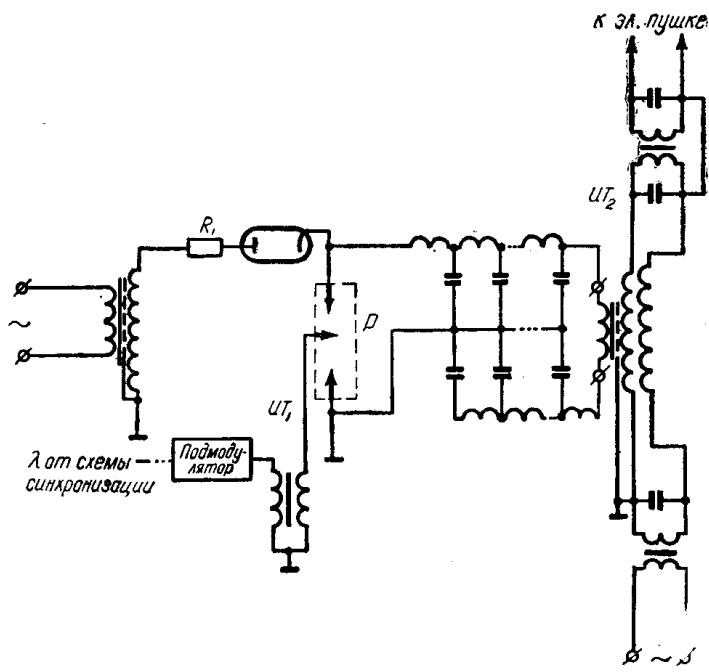 к эл. пушке
ИТ₂
R₁
P
~
ИТ₁
Подмоду-
лятор
λ от схемы
синхронизации
~